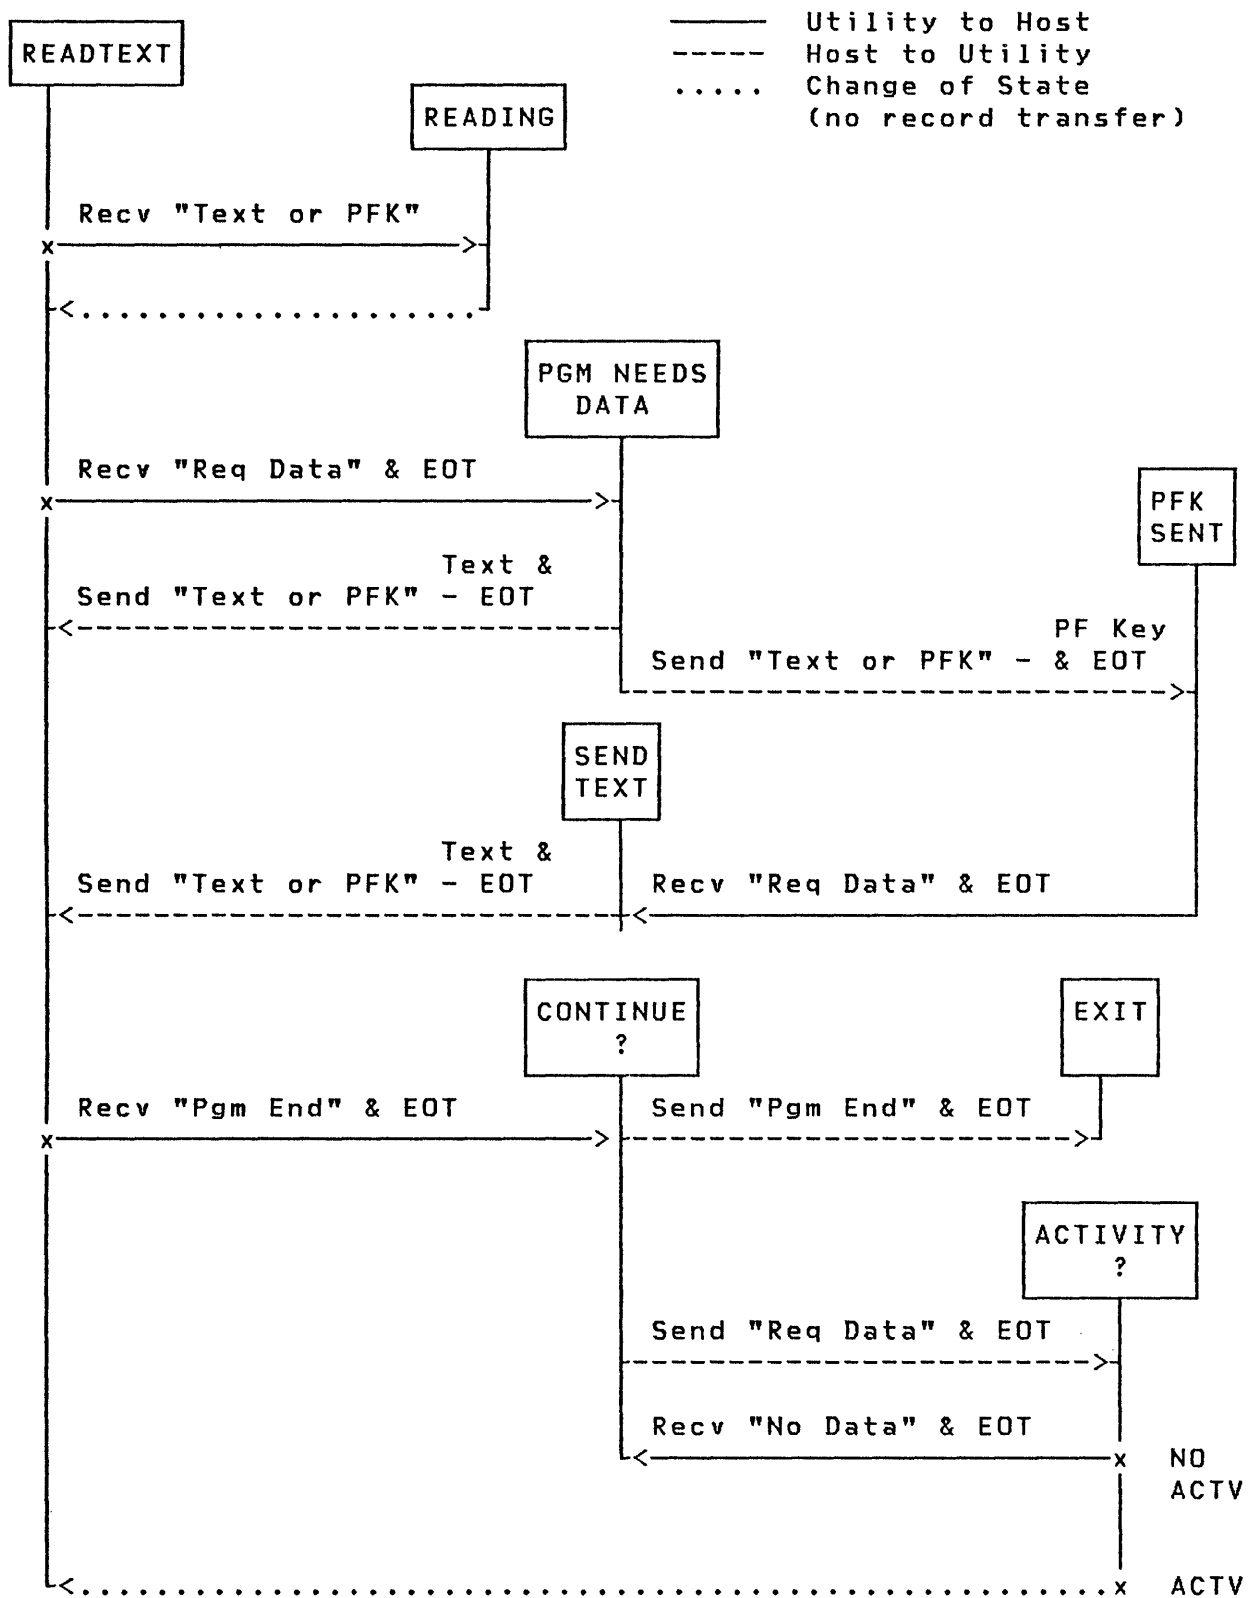 READTEXT
Utility to Host
Host to Utility
Change of State
(no record transfer)
READING
Recv "Text or PFK"
PGM NEEDS
DATA
Recv "Req Data" & EOT
PFK
SENT
Text &
Send "Text or PFK" - EOT
PF Key
Send "Text or PFK" - & EOT
SEND
TEXT
Text &
Send "Text or PFK" - EOT
Recv "Req Data" & EOT
CONTINUE
?
EXIT
Recv "Pgm End" & EOT
Send "Pgm End" & EOT
ACTIVITY
?
Send "Req Data" & EOT
Recv "No Data" & EOT
NO
ACTV
ACTV